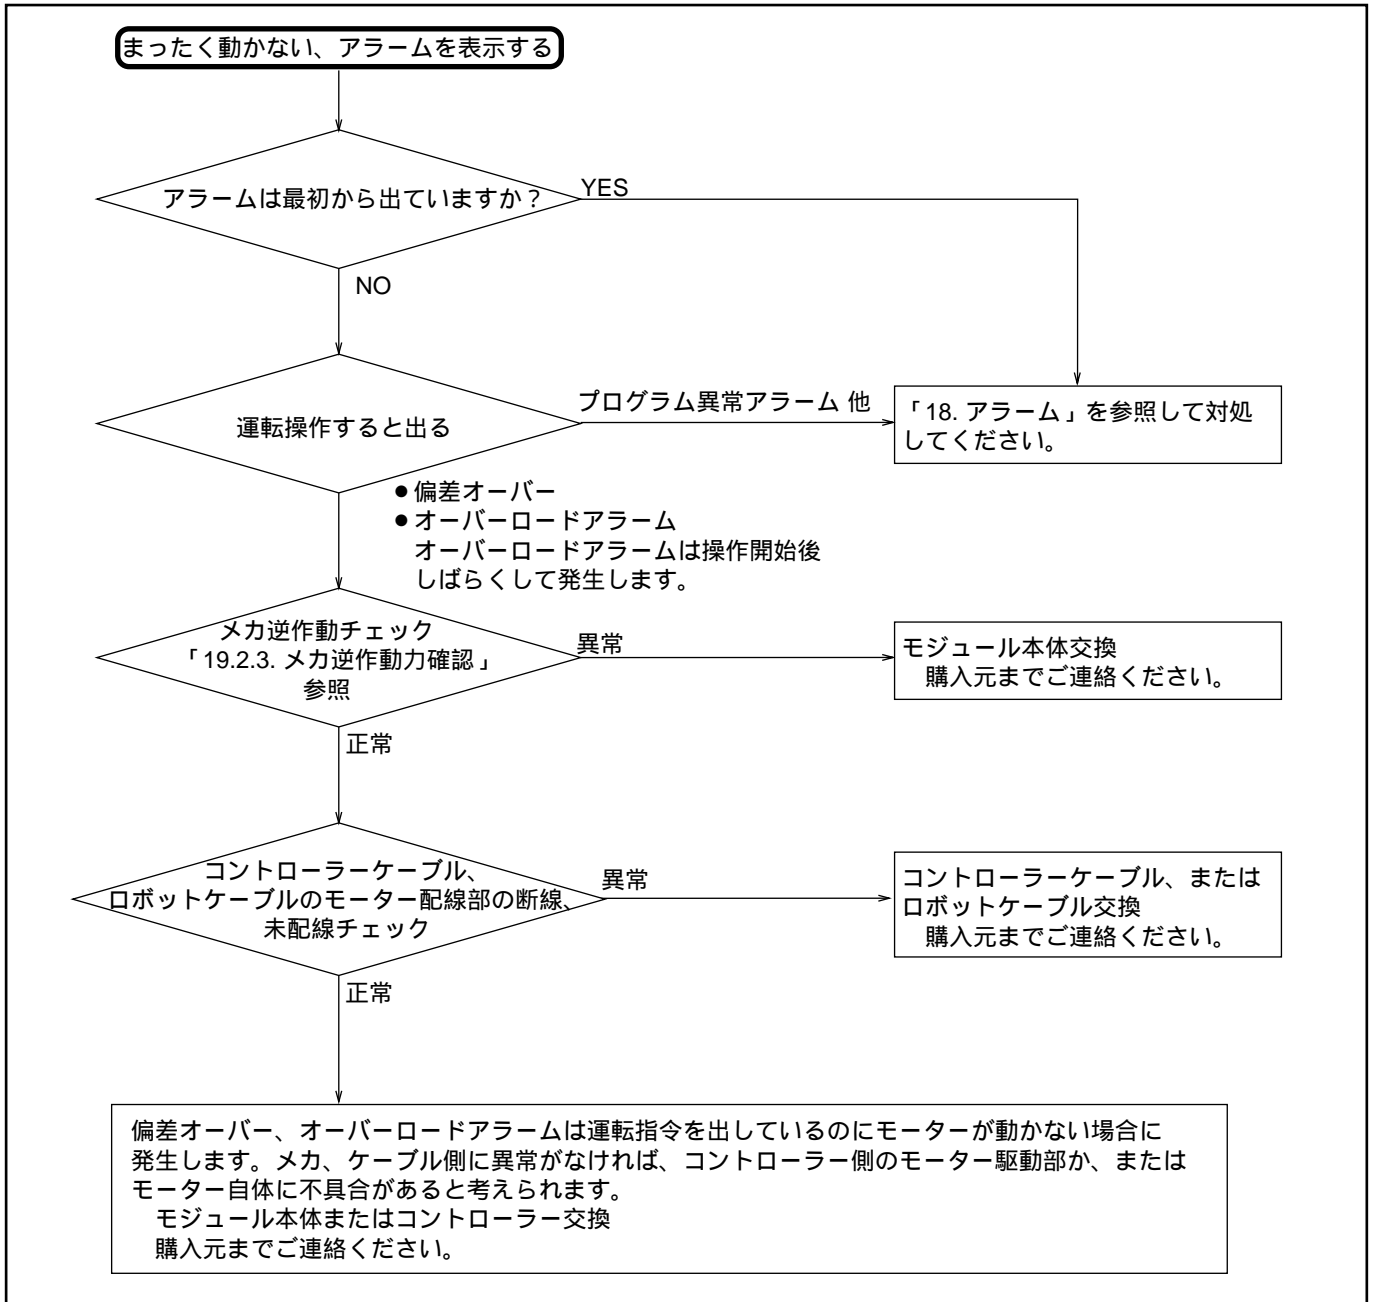 まったく動かない、アラームを表示する
アラームは最初から出ていますか？
YES
NO
運転操作すると出る
プログラム異常アラーム 他
「18. アラーム」を参照して対処
してください。
●偏差オーバー
●オーバーロードアラーム
オーバーロードアラームは操作開始後
しばらくして発生します。
メカ逆作動チェック
「19.2.3. メカ逆作動力確認」
参照
異常
モジュール本体交換
購入元までご連絡ください。
正常
コントローラーケーブル、
ロボットケーブルのモーター配線部の断線、
未配線チェック
異常
コントローラーケーブル、または
ロボットケーブル交換
購入元までご連絡ください。
正常
偏差オーバー、オーバーロードアラームは運転指令を出しているのにモーターが動かない場合に
発生します。メカ、ケーブル側に異常がなければ、コントローラー側のモーター駆動部か、または
モーター自体に不具合があると考えられます。
モジュール本体またはコントローラー交換
購入元までご連絡ください。